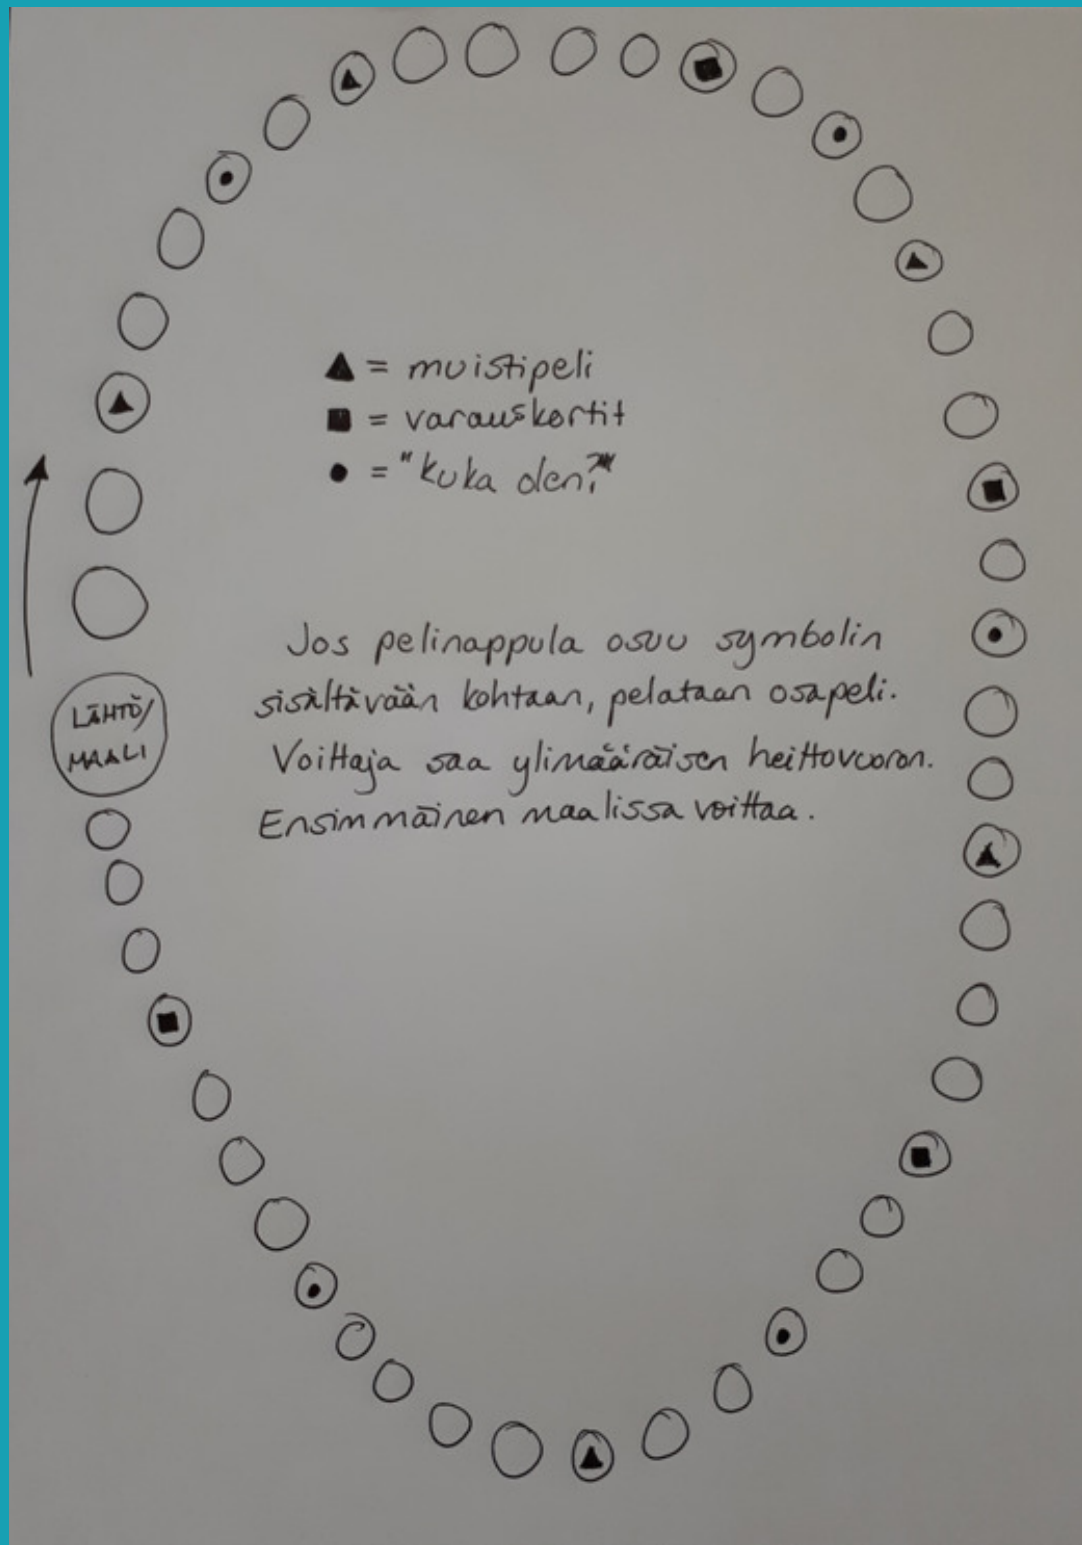 ▲ = muistipeli
■ = varauskortit
● = "kuka olen?"
LÄHTÖ/
MAALI
Jos pelinappula osuu symbolin
sisältävään kohtaan, pelataan osapeli.
Voittaja saa ylimääräisen heittovuoron.
Ensimmäinen maalissa voittaa.